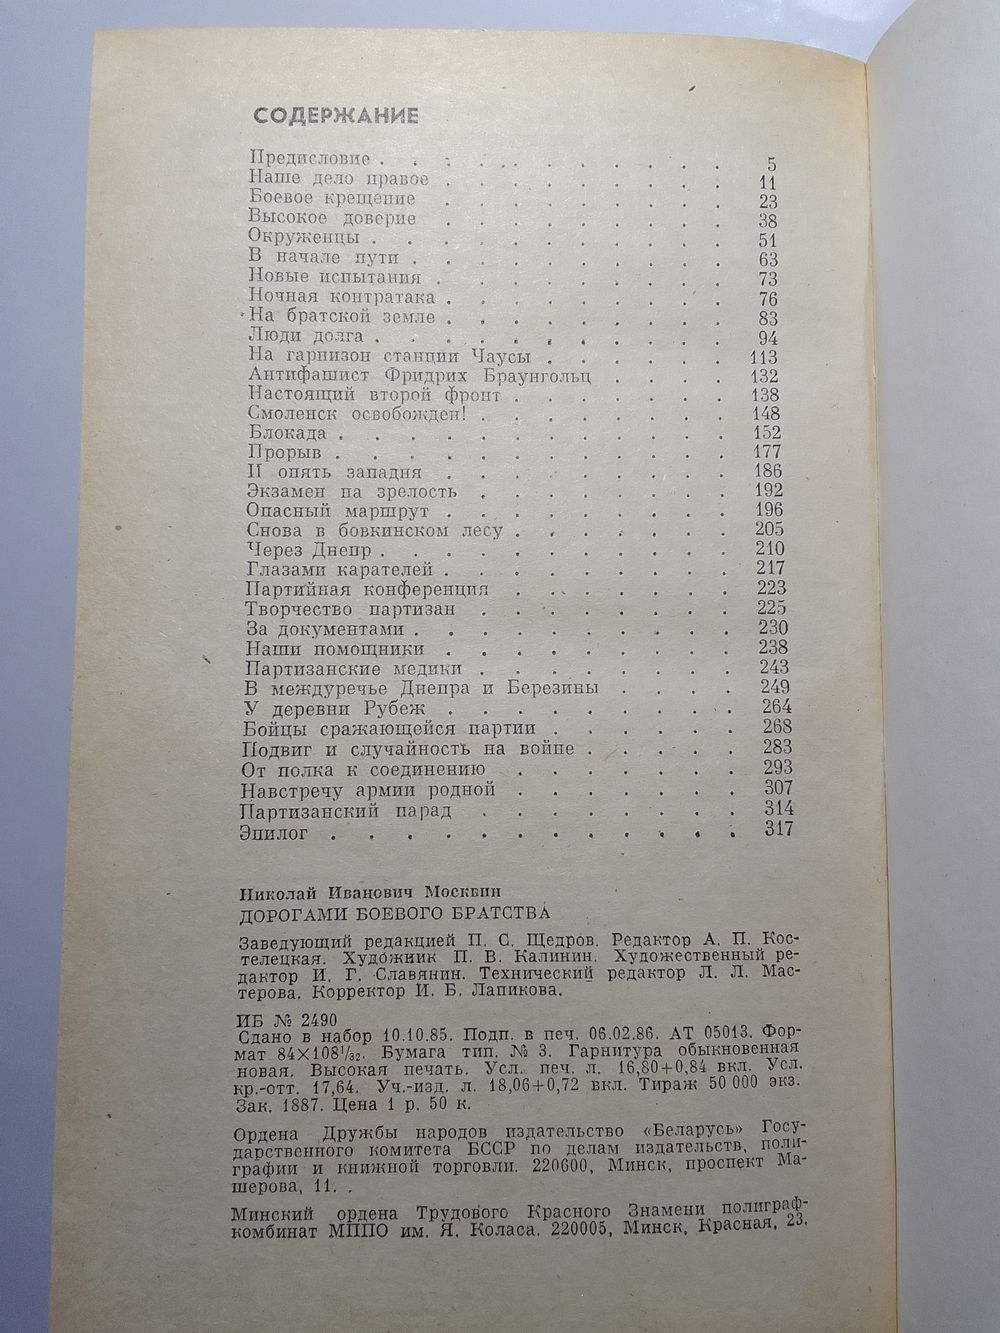 СОДЕРЖАНИЕ
Предисловие . . . . . . . . . . 5
Наше дело правое . . . . . . . . . 11
Боевое крещение . . . . . . . . . 23
Высокое доверие . . . . . . . . . 38
Окруженцы . . . . . . . . . . 51
В начале пути . . . . . . . . . . 63
Новые испытания . . . . . . . . . 73
Ночная контратака . . . . . . . . . 76
На братской земле . . . . . . . . . 83
Люди долга . . . . . . . . . . 94
На гарнизон станции Чаусы . . . . . . 113
Антифашист Фридрих Браунгольц . . . . 132
Настоящий второй фронт . . . . . . . 138
Смоленск освобожден! . . . . . . . . 148
Блокада . . . . . . . . . . . . 152
Прорыв . . . . . . . . . . . . 177
И опять западня . . . . . . . . . 186
Экзамен на зрелость . . . . . . . . 192
Опасный маршрут . . . . . . . . . 196
Снова в бовкинском лесу . . . . . . . 205
Через Днепр . . . . . . . . . . . 210
Глазами карателей . . . . . . . . . 217
Партийная конференция . . . . . . . 223
Творчество партизан . . . . . . . . 225
За документами . . . . . . . . . . 230
Наши помощники . . . . . . . . . 238
Партизанские медики . . . . . . . . 243
В междуречье Днепра и Березины . . . . 249
У деревни Рубеж . . . . . . . . . 264
Бойцы сражающейся партии . . . . . . 268
Подвиг и случайность на войне . . . . . 283
От полка к соединению . . . . . . . 293
Навстречу армии родной . . . . . . . 307
Партизанский парад . . . . . . . . 314
Эпилог . . . . . . . . . . . . 317
Николай Иванович Москвин
ДОРОГАМИ БОЕВОГО БРАТСТВА
Заведующий редакцией П. С. Щедров. Редактор А. П. Кос-
телецкая. Художник П. В. Калинин. Художественный ре-
дактор И. Г. Славянин. Технический редактор Л. Л. Мас-
терова. Корректор И. Б. Лапикова.
ИБ № 2490
Сдано в набор 10.10.85. Подп. в печ. 06.02.86. АТ 05013. Фор-
мат 84×108¹/₃₂. Бумага тип. № 3. Гарнитура обыкновенная
новая. Высокая печать. Усл. печ. л. 16,80+0,84 вкл. Усл.
кр.-отт. 17,64. Уч.-изд. л. 18,06+0,72 вкл. Тираж 50 000 экз.
Зак. 1887. Цена 1 р. 50 к.
Ордена Дружбы народов издательство «Беларусь» Госу-
дарственного комитета БССР по делам издательств, поли-
графии и книжной торговли. 220600, Минск, проспект Ма-
шерова, 11.
Минский ордена Трудового Красного Знамени полиграф-
комбинат МППО им. Я. Коласа. 220005, Минск, Красная, 23.